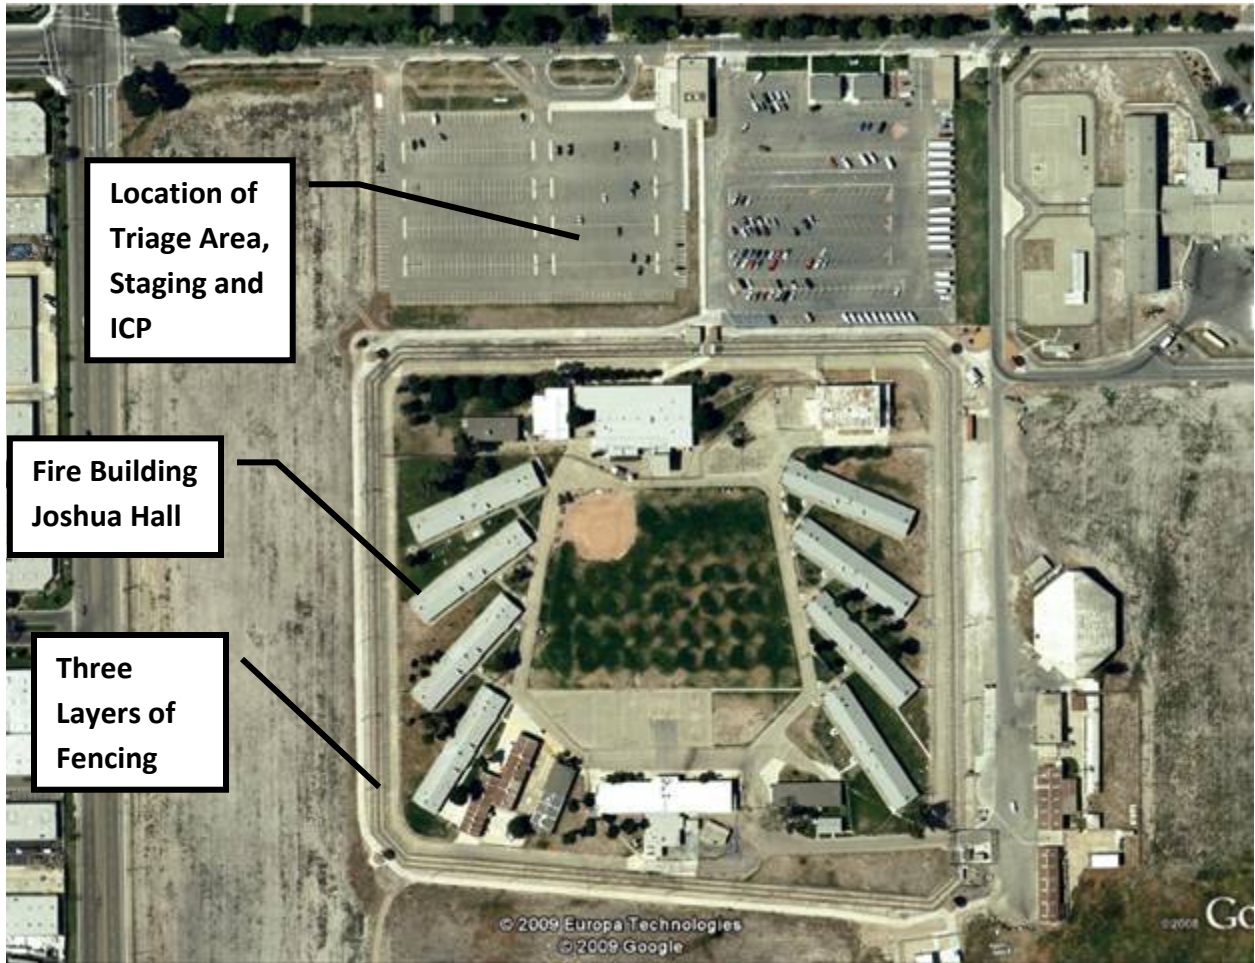 Location of
Triage Area,
Staging and
ICP
Fire Building
Joshua Hall
Three
Layers of
Fencing
© 2009 Europa Technologies
© 2009 Google
©2008
Go